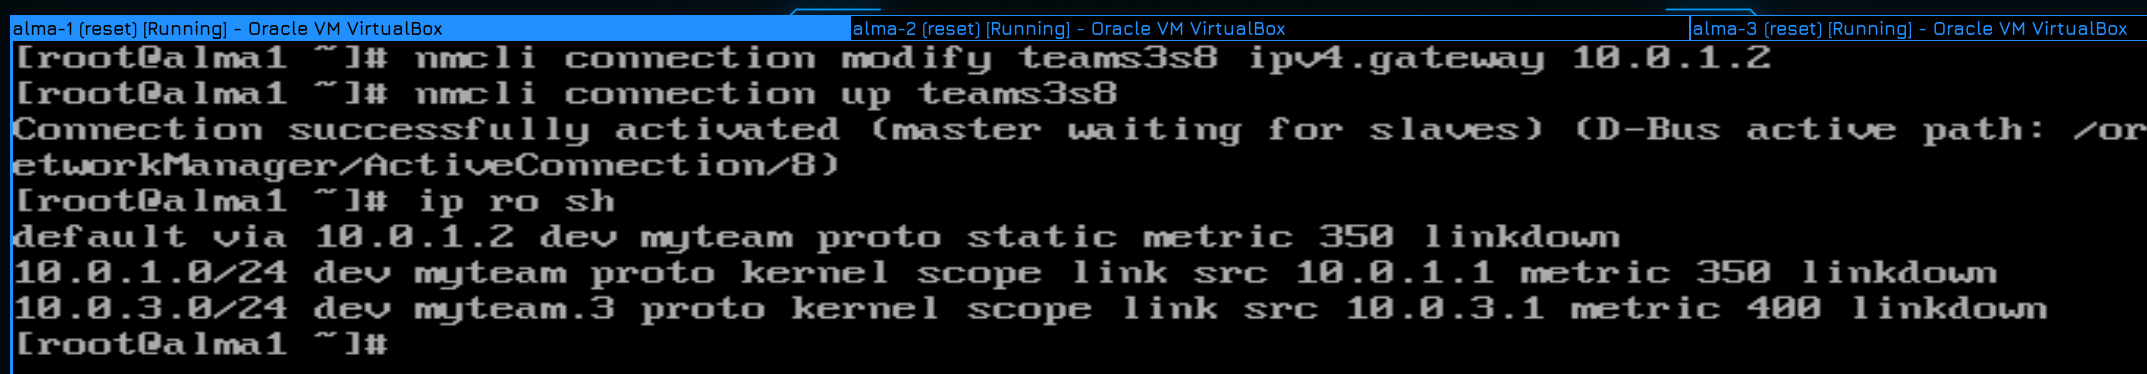 alma-1 (reset) [Running] - Oracle VM VirtualBox
alma-2 (reset) [Running] - Oracle VM VirtualBox
alma-3 (reset) [Running] - Oracle VM VirtualBox
[root@alma1 ~]# nmcli connection modify teams3s8 ipv4.gateway 10.0.1.2
[root@alma1 ~]# nmcli connection up teams3s8
Connection successfully activated (master waiting for slaves) (D-Bus active path: /or
etworkManager/ActiveConnection/8)
[root@alma1 ~]# ip ro sh
default via 10.0.1.2 dev myteam proto static metric 350 linkdown
10.0.1.0/24 dev myteam proto kernel scope link src 10.0.1.1 metric 350 linkdown
10.0.3.0/24 dev myteam.3 proto kernel scope link src 10.0.3.1 metric 400 linkdown
[root@alma1 ~]#